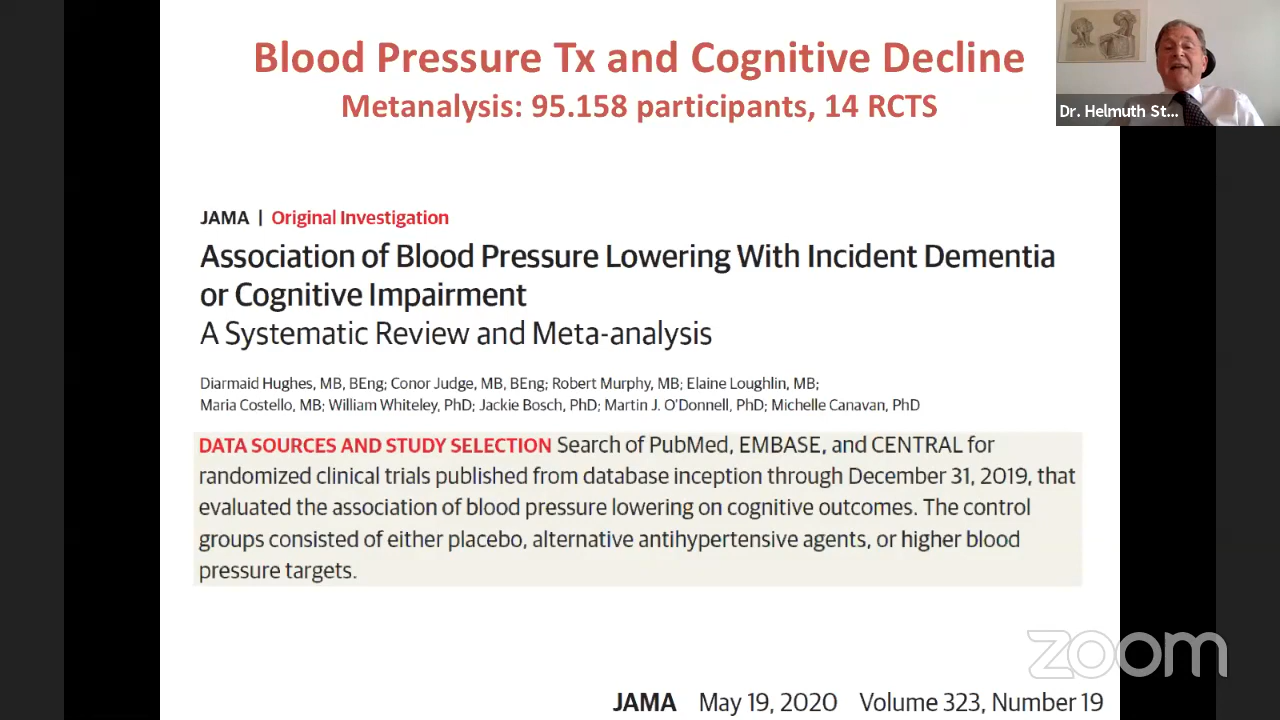 Blood Pressure Tx and Cognitive Decline
Metanalysis: 95.158 participants, 14 RCTS
Dr. Helmuth St...
JAMA | Original Investigation
Association of Blood Pressure Lowering With Incident Dementia
or Cognitive Impairment
A Systematic Review and Meta-analysis
Diarmaid Hughes, MB, BEng; Conor Judge, MB, BEng; Robert Murphy, MB; Elaine Loughlin, MB;
Maria Costello, MB; William Whiteley, PhD; Jackie Bosch, PhD; Martin J. O'Donnell, PhD; Michelle Canavan, PhD
DATA SOURCES AND STUDY SELECTION Search of PubMed, EMBASE, and CENTRAL for
randomized clinical trials published from database inception through December 31, 2019, that
evaluated the association of blood pressure lowering on cognitive outcomes. The control
groups consisted of either placebo, alternative antihypertensive agents, or higher blood
pressure targets.
zoom
JAMA May 19, 2020 Volume 323, Number 19